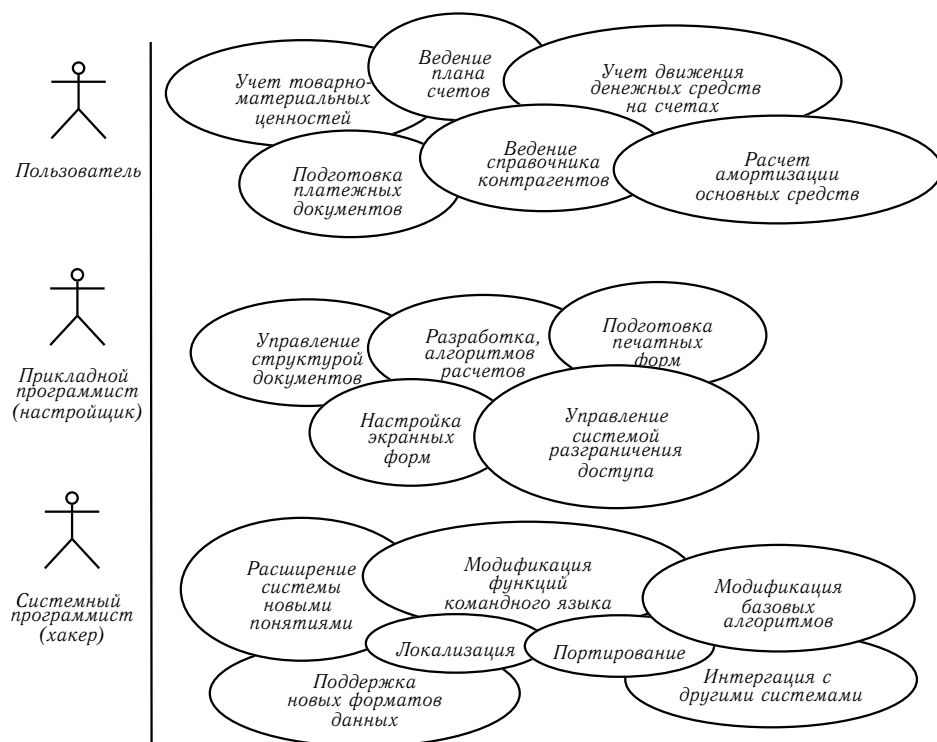 Пользователь
Учет товарно-
материальных
ценностей
Ведение
плана
счетов
Учет движения
денежных средств
на счетах
Подготовка
платежных
документов
Ведение
справочника
контрагентов
Расчет
амортизации
основных средств
Прикладной
программист
(настройщик)
Управление
структурой
документов
Разработка,
алгоритмов
расчетов
Подготовка
печатных
форм
Настройка
экранных
форм
Управление
системой
разграничения
доступа
Системный
программист
(хакер)
Расширение
системы
новыми
понятиями
Модификация
функций
командного языка
Модификация
базовых
алгоритмов
Локализация
Портирование
Поддержка
новых форматов
данных
Интергация с
другими системами